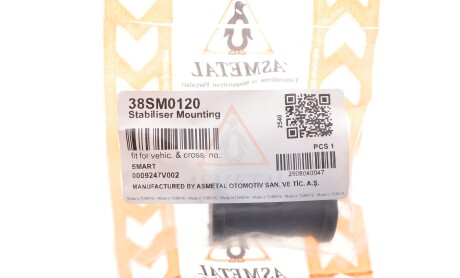 ASMETAL
ASMETAL
38SM0120
Stabiliser Mounting
2540
fit for vehic. & cross. no.
PCS 1
SMART
0009247V002
2508040047
MANUFACTURED BY ASMETAL OTOMOTİV SAN. VE TİC. A.Ş.